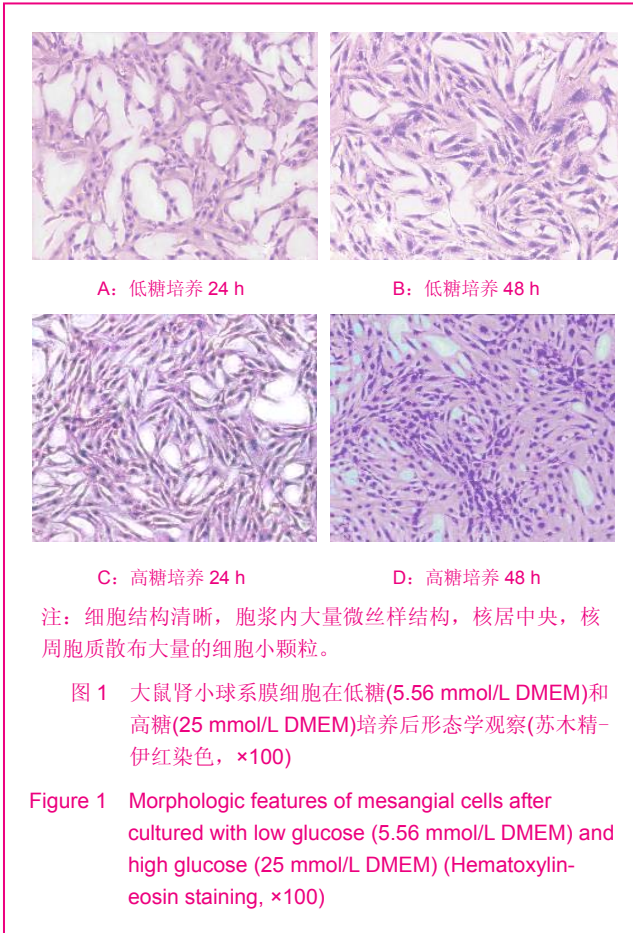 A：低糖培养 24 h
B：低糖培养 48 h
C：高糖培养 24 h
D：高糖培养 48 h
注：细胞结构清晰，胞浆内大量微丝样结构，核居中央，核
周胞质散布大量的细胞小颗粒。
图 1 大鼠肾小球系膜细胞在低糖(5.56 mmol/L DMEM)和
高糖(25 mmol/L DMEM)培养后形态学观察(苏木精-
伊红染色，×100)
Figure 1 Morphologic features of mesangial cells after
cultured with low glucose (5.56 mmol/L DMEM) and
high glucose (25 mmol/L DMEM) (Hematoxylin-
eosin staining, ×100)